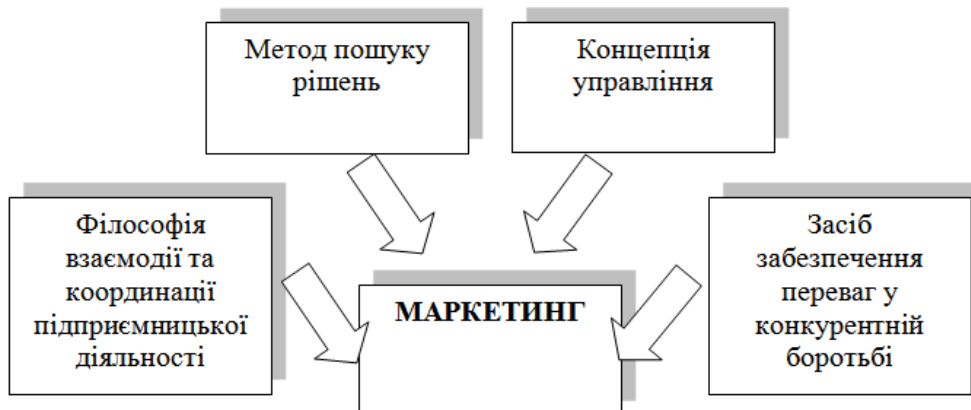 Метод пошуку
рішень
Концепція
управління
Філософія
взаємодії та
координації
підприємницької
діяльності
МАРКЕТИНГ
Засіб
забезпечення
переваг у
конкурентній
боротьбі